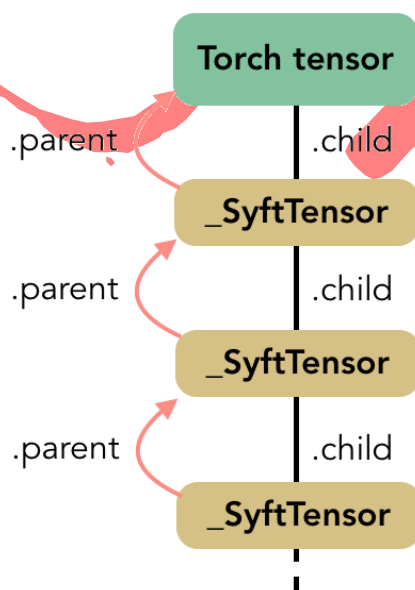 Torch tensor
.parent
.child
_SyftTensor
.parent
.child
_SyftTensor
.parent
.child
_SyftTensor